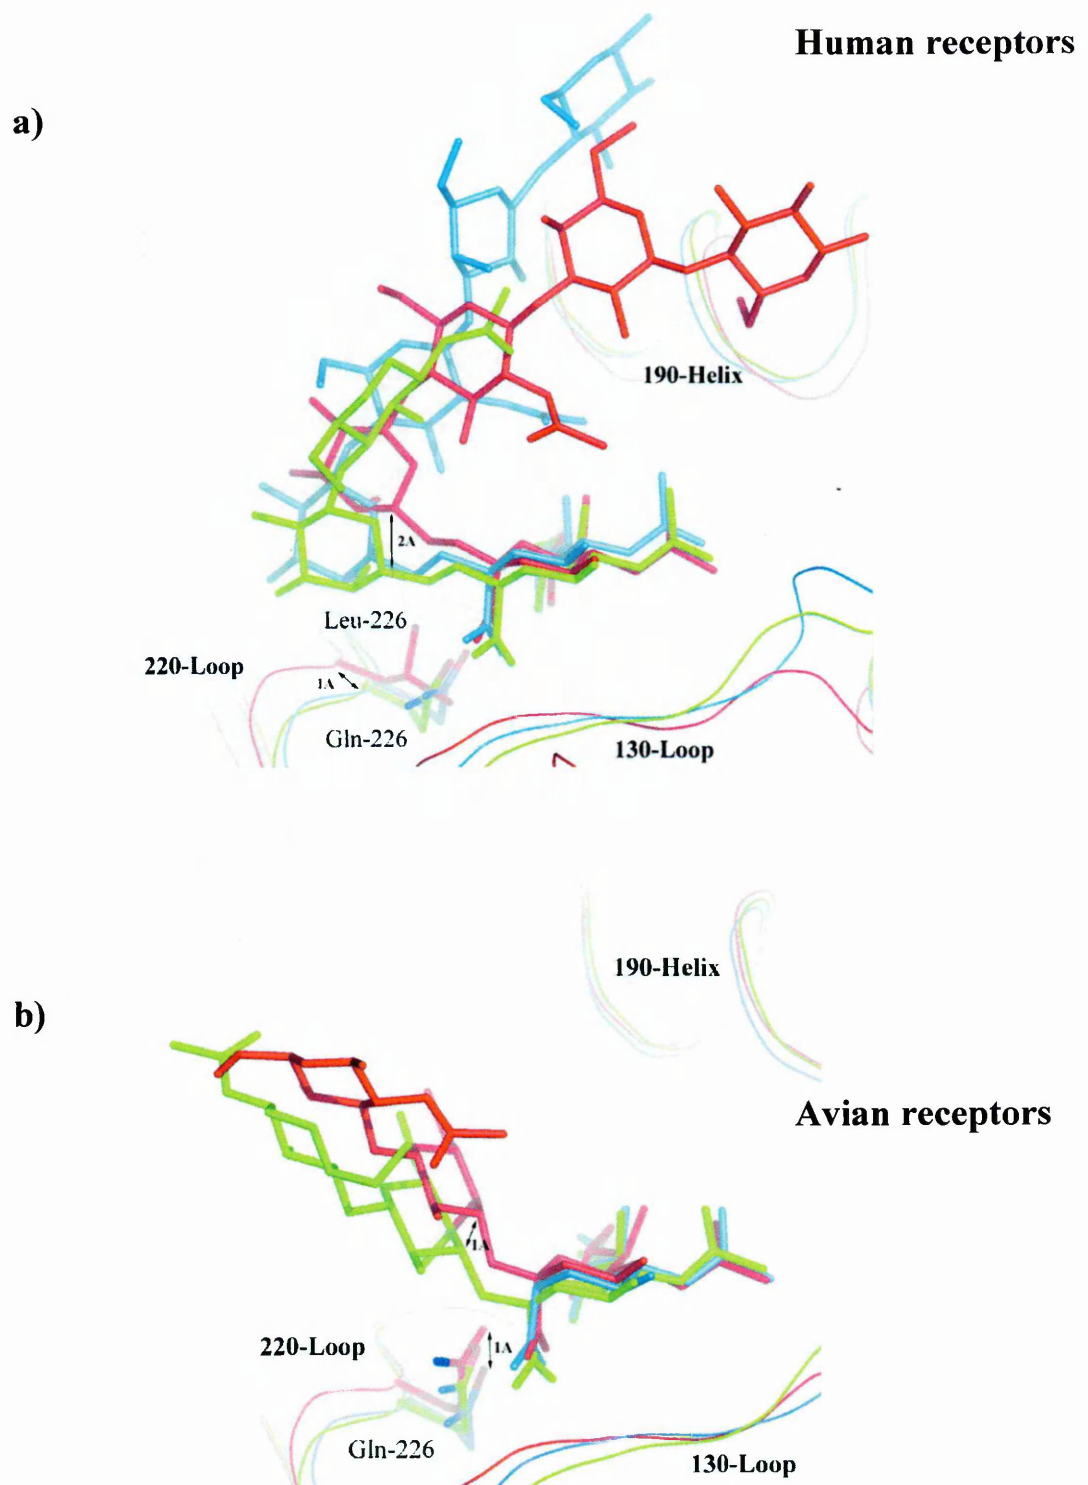 Human receptors
a)
190-Helix
2A
Leu-226
220-Loop
1A
Gln-226
130-Loop
190-Helix
b)
Avian receptors
1A
220-Loop
1A
Gln-226
130-Loop